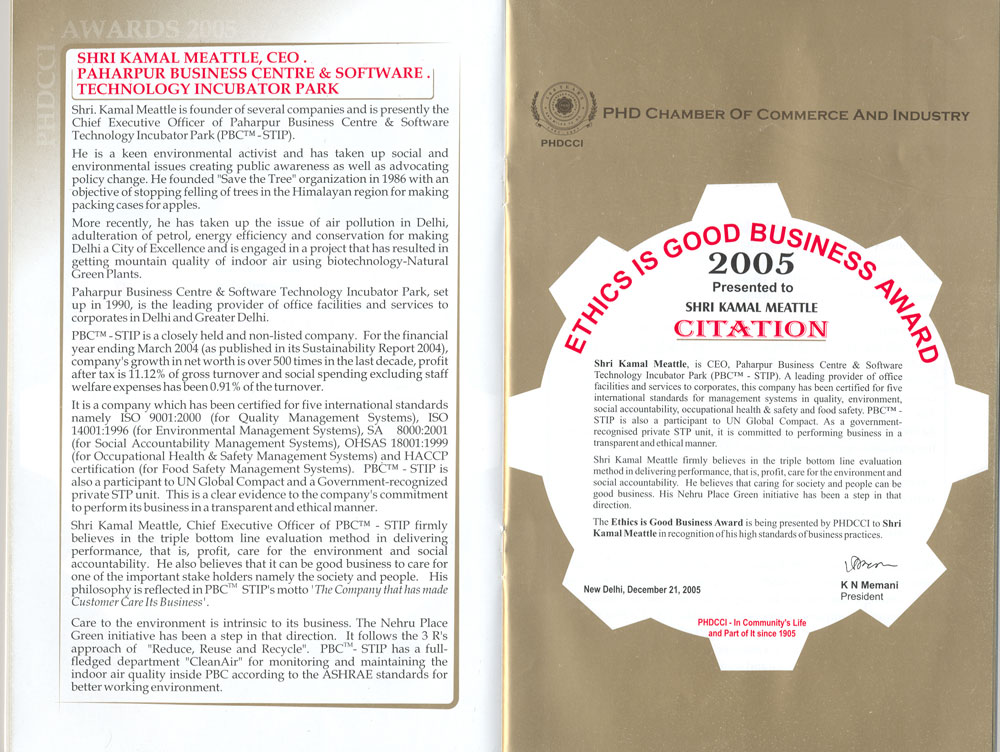 PHDCCI AWARDS 2005
SHRI KAMAL MEATTLE, CEO .
PAHARPUR BUSINESS CENTRE & SOFTWARE .
TECHNOLOGY INCUBATOR PARK
Shri. Kamal Meattle is founder of several companies and is presently the
Chief Executive Officer of Paharpur Business Centre & Software
Technology Incubator Park (PBC™ - STIP).
He is a keen environmental activist and has taken up social and
environmental issues creating public awareness as well as advocating
policy change. He founded "Save the Tree" organization in 1986 with an
objective of stopping felling of trees in the Himalayan region for making
packing cases for apples.
More recently, he has taken up the issue of air pollution in Delhi,
adulteration of petrol, energy efficiency and conservation for making
Delhi a City of Excellence and is engaged in a project that has resulted in
getting mountain quality of indoor air using biotechnology-Natural
Green Plants.
Paharpur Business Centre & Software Technology Incubator Park, set
up in 1990, is the leading provider of office facilities and services to
corporates in Delhi and Greater Delhi.
PBC™ - STIP is a closely held and non-listed company. For the financial
year ending March 2004 (as published in its Sustainability Report 2004),
company's growth in net worth is over 500 times in the last decade, profit
after tax is 11.12% of gross turnover and social spending excluding staff
welfare expenses has been 0.91% of the turnover.
It is a company which has been certified for five international standards
namely ISO 9001:2000 (for Quality Management Systems), ISO
14001:1996 (for Environmental Management Systems), SA 8000:2001
(for Social Accountability Management Systems), OHSAS 18001:1999
(for Occupational Health & Safety Management Systems) and HACCP
certification (for Food Safety Management Systems). PBC™ - STIP is
also a participant to UN Global Compact and a Government-recognized
private STP unit. This is a clear evidence to the company's commitment
to perform its business in a transparent and ethical manner.
Shri Kamal Meattle, Chief Executive Officer of PBC™ - STIP firmly
believes in the triple bottom line evaluation method in delivering
performance, that is, profit, care for the environment and social
accountability. He also believes that it can be good business to care for
one of the important stake holders namely the society and people. His
philosophy is reflected in PBC™ STIP's motto 'The Company that has made
Customer Care Its Business'.
Care to the environment is intrinsic to its business. The Nehru Place
Green initiative has been a step in that direction. It follows the 3 R's
approach of "Reduce, Reuse and Recycle". PBC™- STIP has a full-
fledged department "CleanAir" for monitoring and maintaining the
indoor air quality inside PBC according to the ASHRAE standards for
better working environment.
PHDCCI
PHD CHAMBER OF COMMERCE AND INDUSTRY
ETHICS IS GOOD BUSINESS AWARD
2005
Presented to
SHRI KAMAL MEATTLE
CITATION
Shri Kamal Meattle, is CEO, Paharpur Business Centre & Software
Technology Incubator Park (PBC™ - STIP). A leading provider of office
facilities and services to corporates, this company has been certified for five
international standards for management systems in quality, environment,
social accountability, occupational health & safety and food safety. PBC™ -
STIP is also a participant to UN Global Compact. As a government-
recognised private STP unit, it is committed to performing business in a
transparent and ethical manner.
Shri Kamal Meattle firmly believes in the triple bottom line evaluation
method in delivering performance, that is, profit, care for the environment and
social accountability. He believes that caring for society and people can be
good business. His Nehru Place Green initiative has been a step in that
direction.
The Ethics is Good Business Award is being presented by PHDCCI to Shri
Kamal Meattle in recognition of his high standards of business practices.
New Delhi, December 21, 2005
K N Memani
President
PHDCCI - In Community's Life
and Part of It since 1905